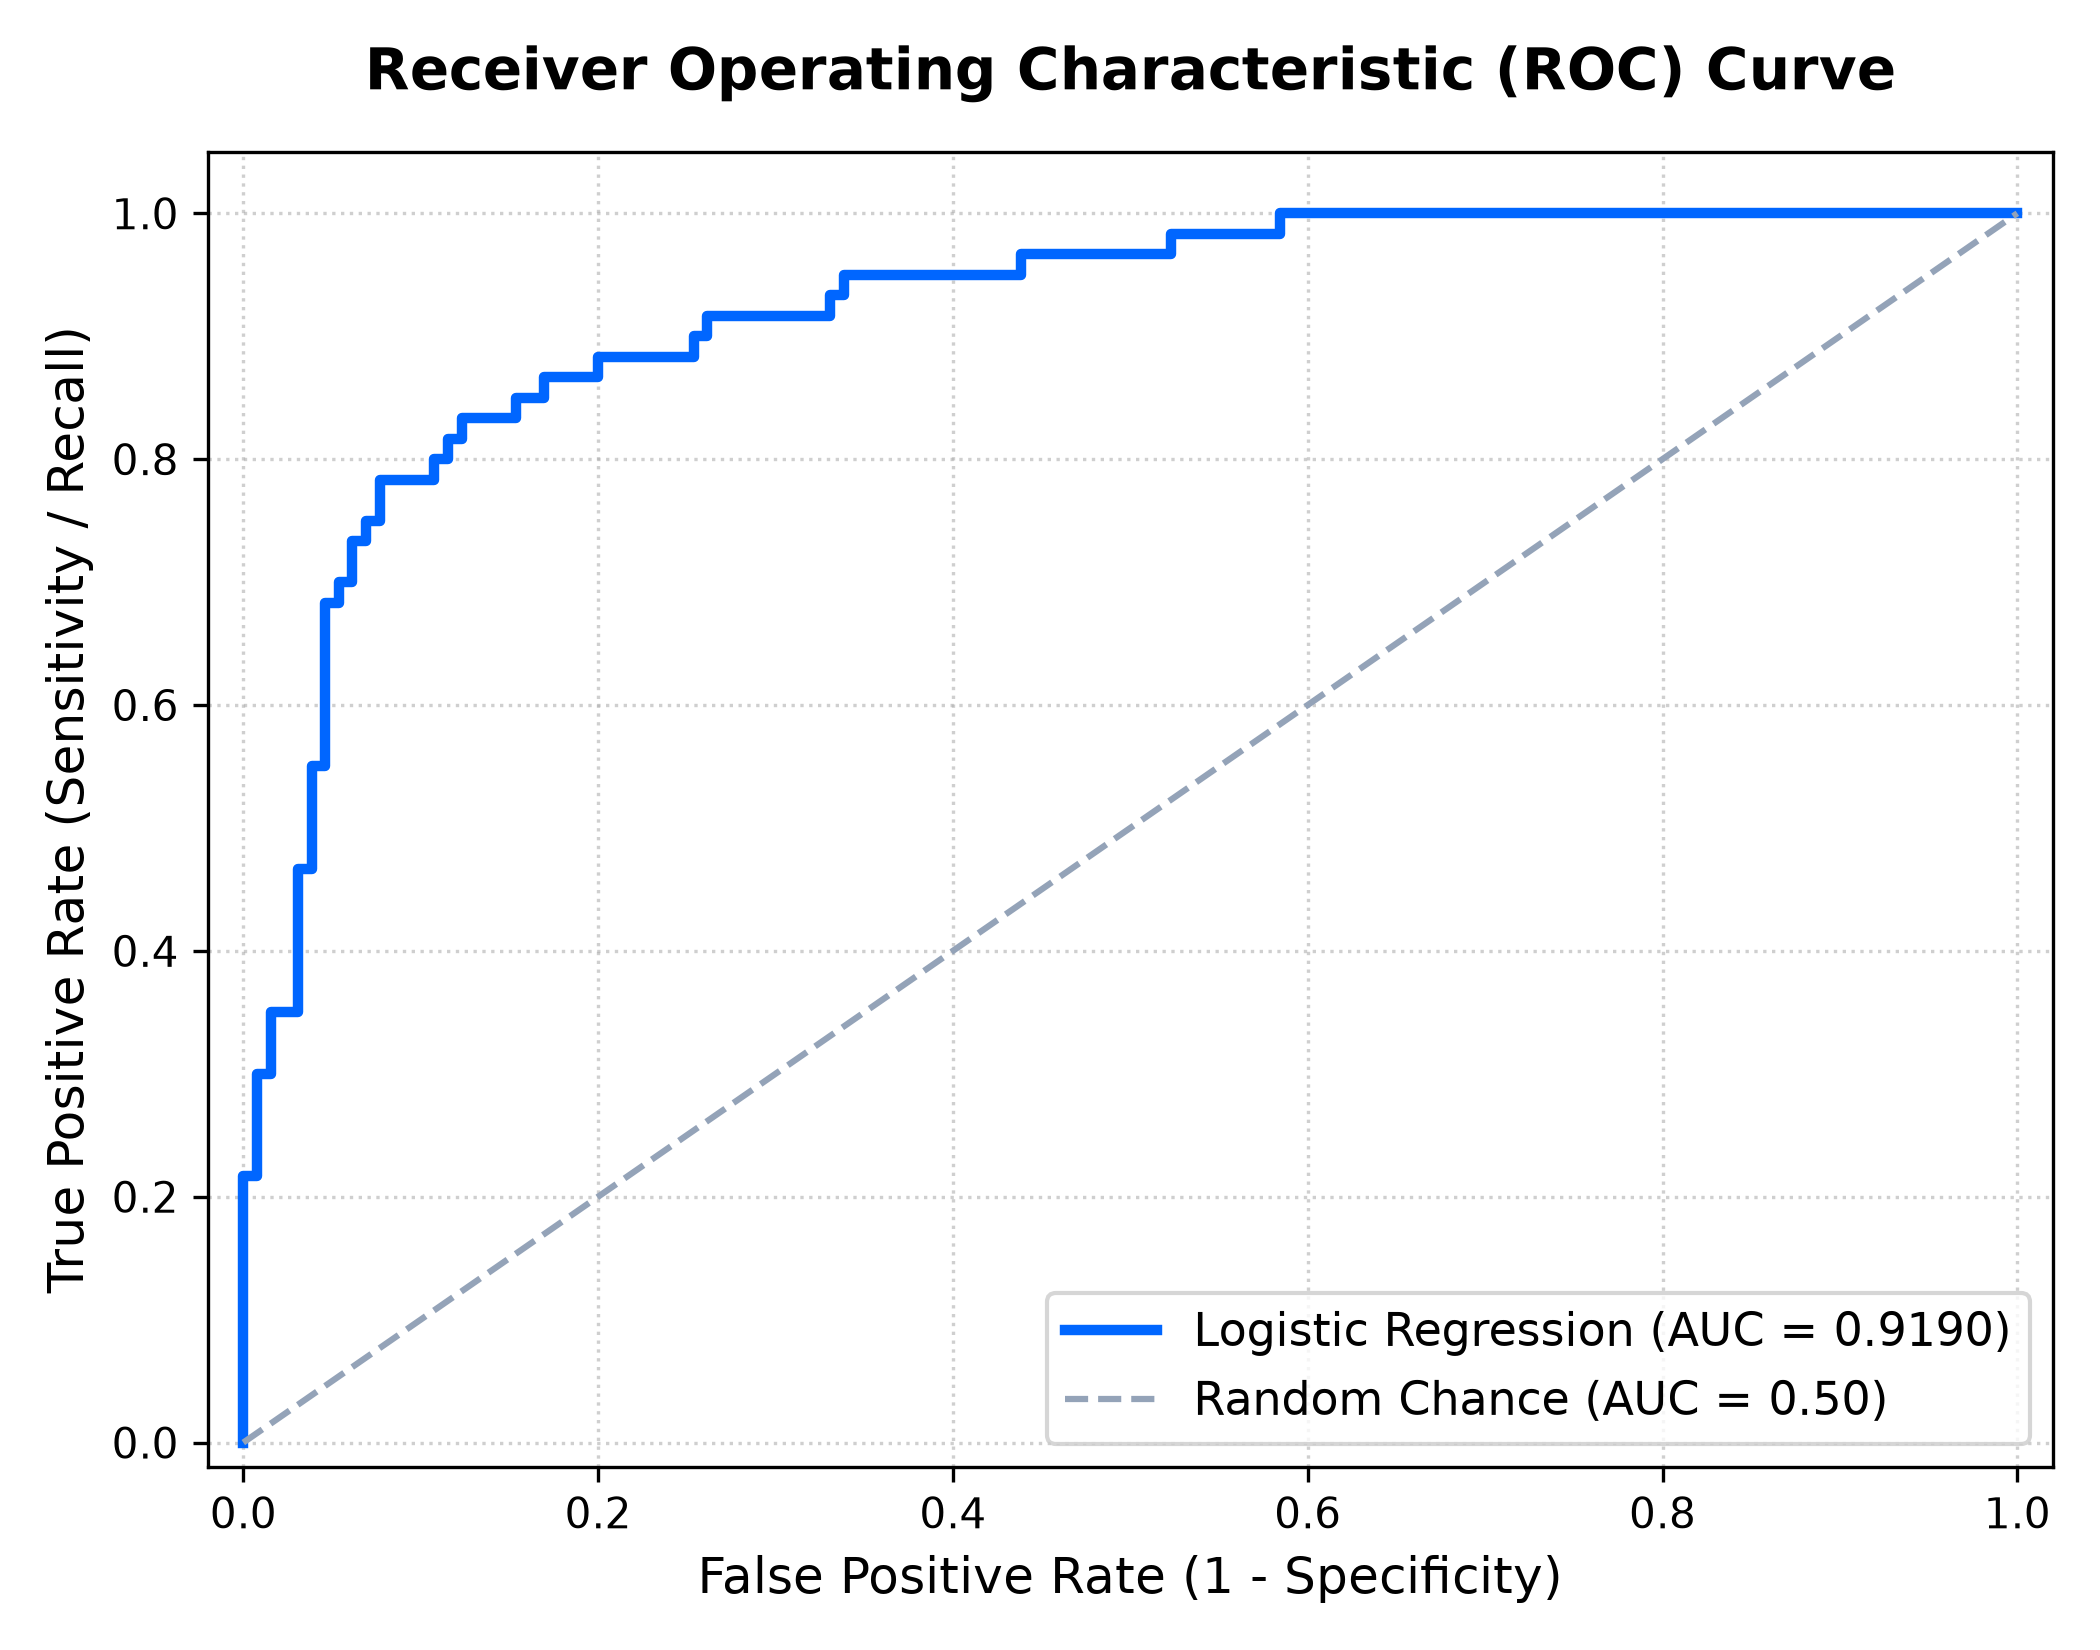 Receiver Operating Characteristic (ROC) Curve
True Positive Rate (Sensitivity / Recall)
1.0
0.8
0.6
0.4
0.2
0.0
Logistic Regression (AUC = 0.9190)
Random Chance (AUC = 0.50)
0.0 0.2 0.4 0.6 0.8 1.0
False Positive Rate (1 - Specificity)